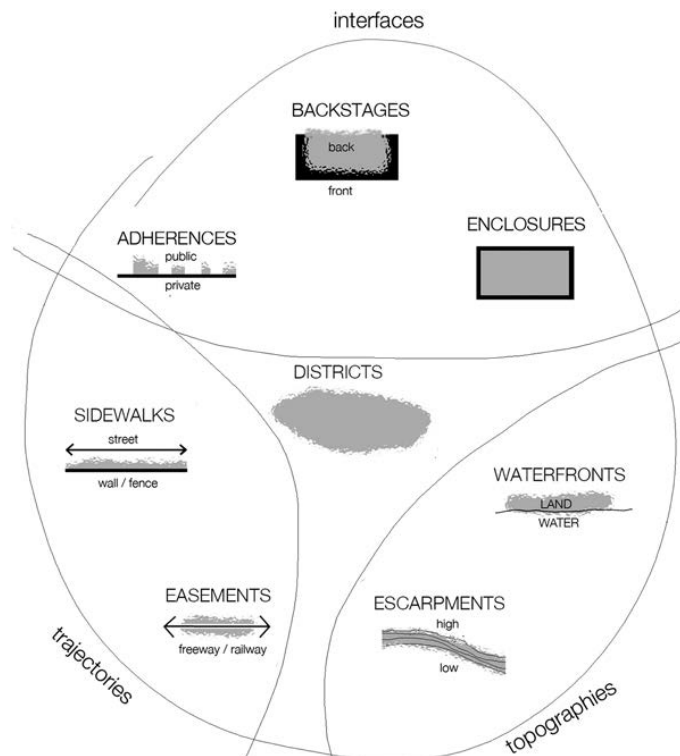 interfaces
BACKSTAGES
back
front
ENCLOSURES
ADHERENCES
public
private
DISTRICTS
SIDEWALKS
street
wall / fence
WATERFRONTS
LAND
WATER
EASEMENTS
freeway / railway
ESCARPMENTS
high
low
trajectories
topographies